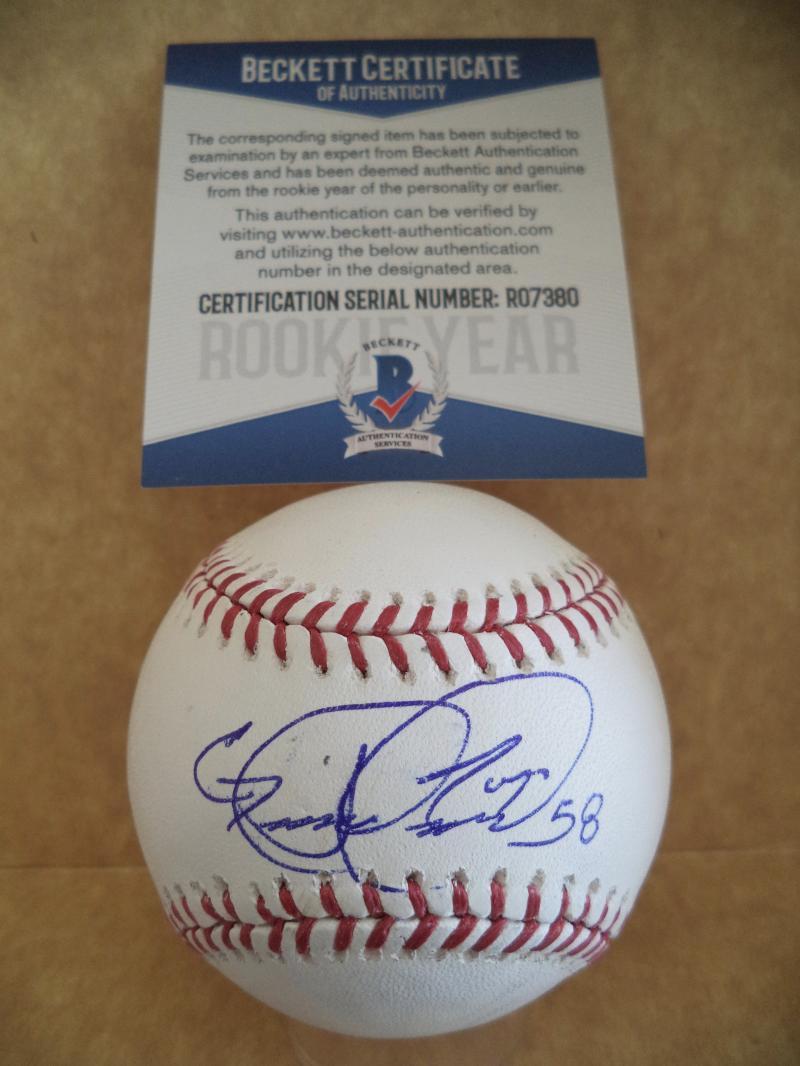 BECKETT CERTIFICATE
OF AUTHENTICITY
The corresponding signed item has been subjected to
examination by an expert from Beckett Authentication
Services and has been deemed authentic and genuine
from the rookie year of the personality or earlier.
This authentication can be verified by
visiting www.beckett-authentication.com
and utilizing the below authentication
number in the designated area.
CERTIFICATION SERIAL NUMBER: R07380
ROOKIE YEAR
BECKETT
B
AUTHENTICATION
SERVICES
58